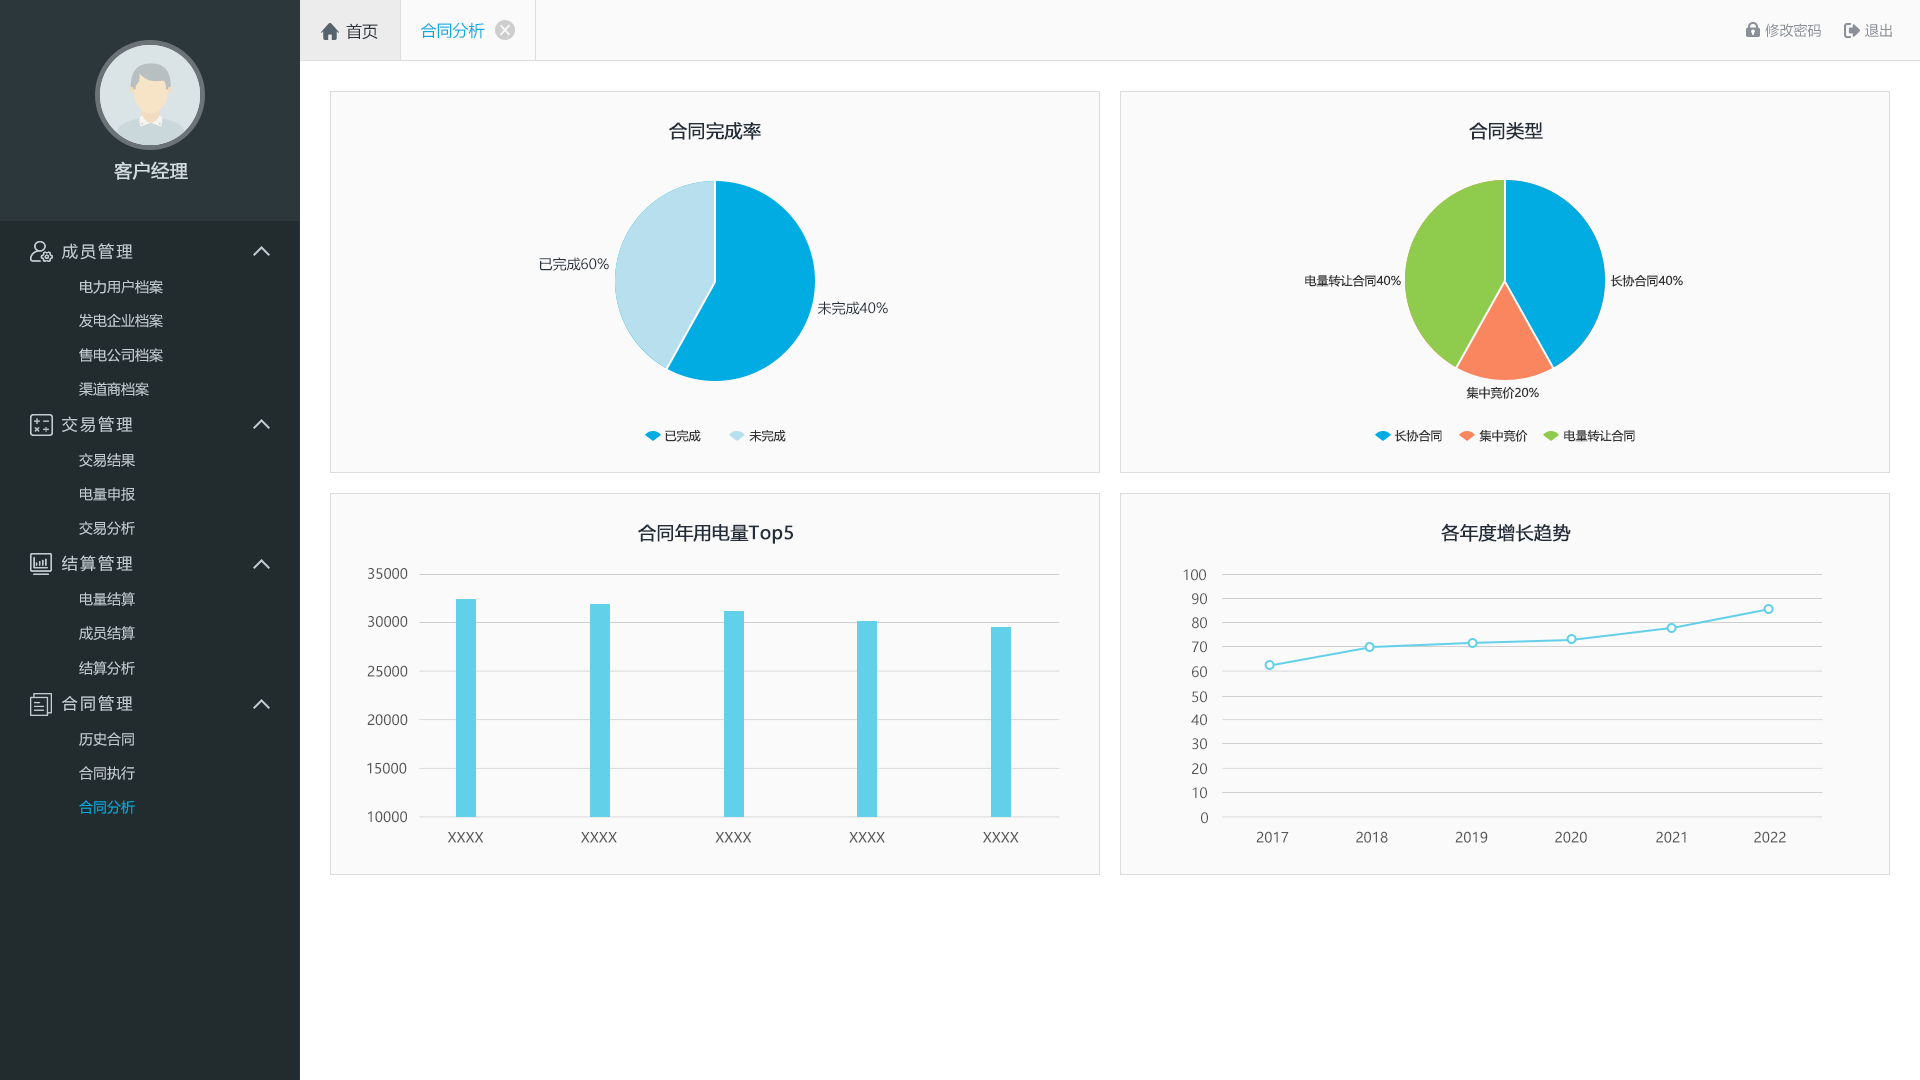 首页
合同分析
修改密码
退出
客户经理
成员管理
电力用户档案
发电企业档案
售电公司档案
渠道商档案
交易管理
交易结果
电量申报
交易分析
结算管理
电量结算
成员结算
结算分析
合同管理
历史合同
合同执行
合同分析
合同完成率
已完成60%
未完成40%
已完成
未完成
合同类型
电量转让合同40%
长协合同40%
集中竞价20%
长协合同
集中竞价
电量转让合同
合同年用电量Top5
35000
30000
25000
20000
15000
10000
XXXX
XXXX
XXXX
XXXX
XXXX
各年度增长趋势
100
90
80
70
60
50
40
30
20
10
0
2017
2018
2019
2020
2021
2022